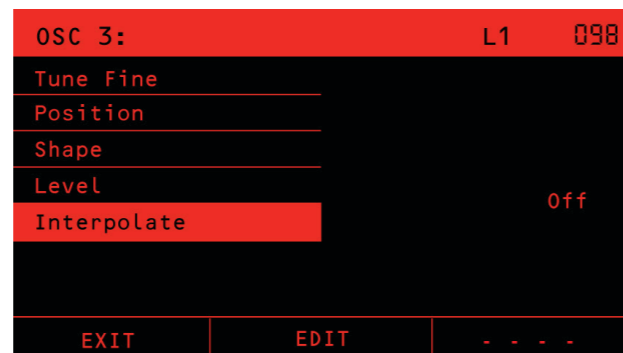 OSC 3: L1 098
Tune Fine
Position
Shape
Level
Off
Interpolate
EXIT EDIT - - - -